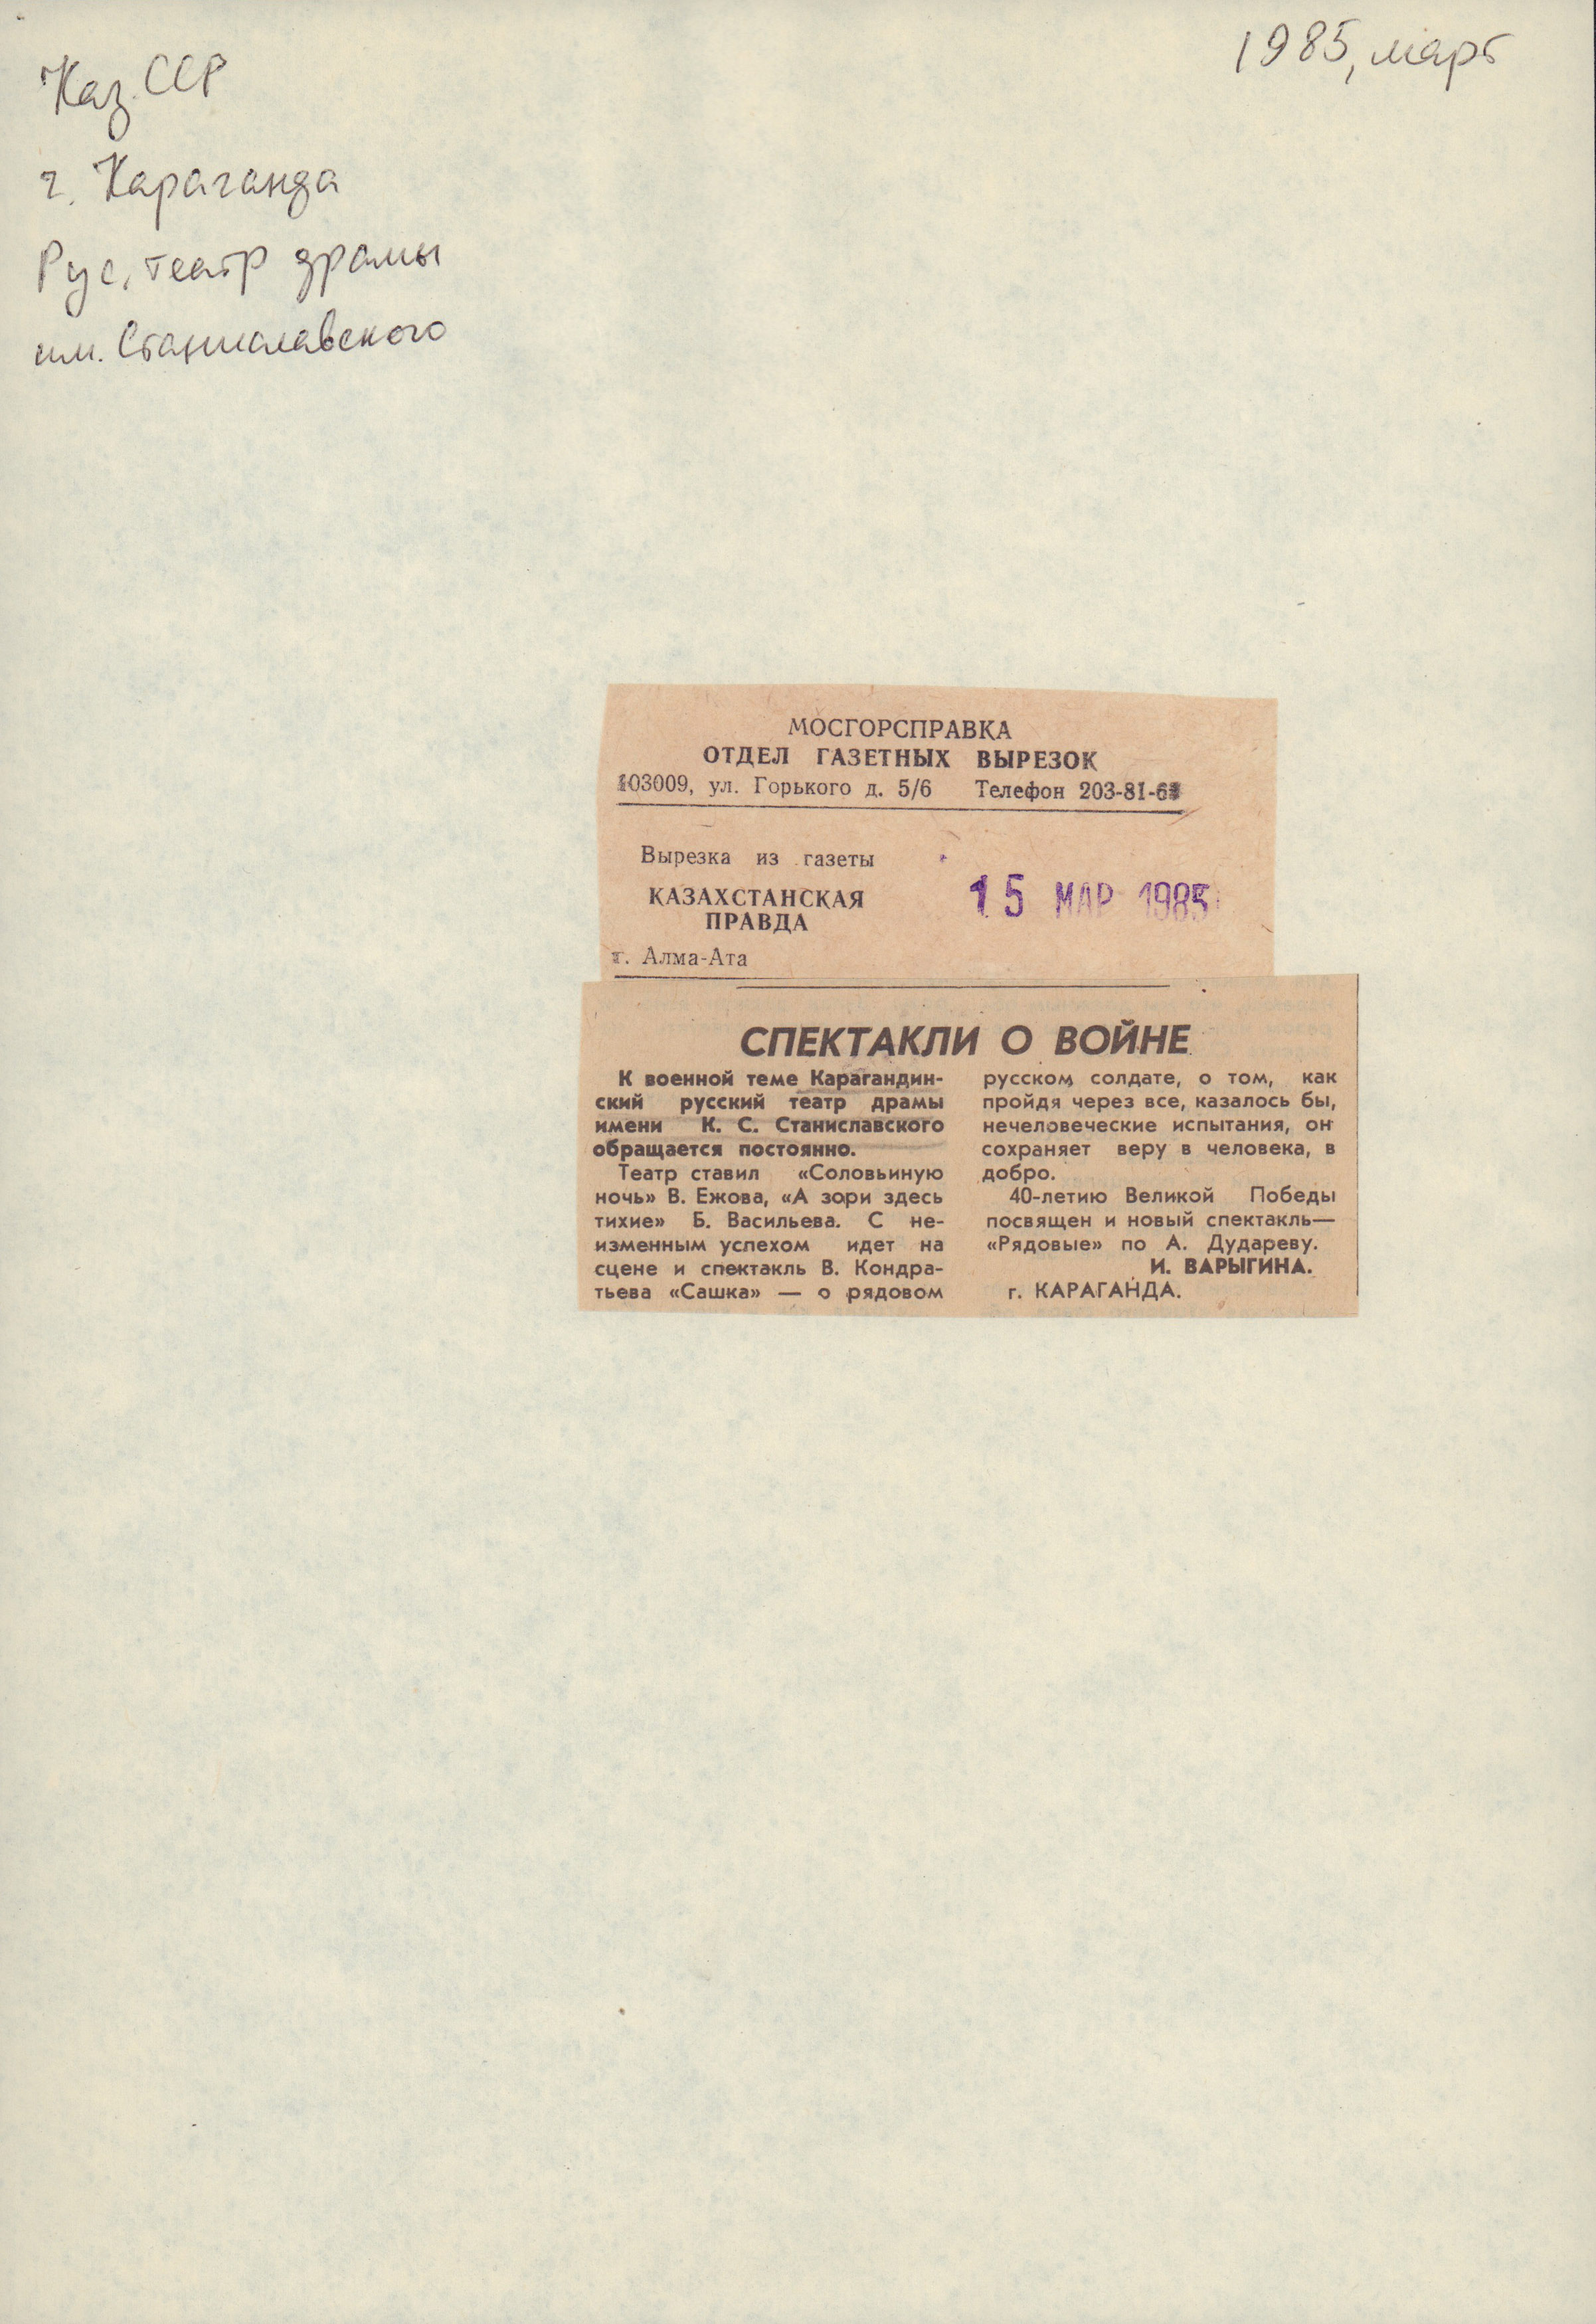 Каз. ССР
г. Караганда
Рус, театр драмы
им. Станиславского
1985, март
МОСГОРСПРАВКА
ОТДЕЛ ГАЗЕТНЫХ ВЫРЕЗОК
103009, ул. Горького д. 5/6 Телефон 203-81-63
Вырезка из газеты
КАЗАХСТАНСКАЯ
ПРАВДА
г. Алма-Ата
15 МАР 1985
СПЕКТАКЛИ О ВОЙНЕ
К военной теме Карагандин-
ский русский театр драмы
имени К. С. Станиславского
обращается постоянно.
Театр ставил «Соловьиную
ночь» В. Ежова, «А зори здесь
тихие» Б. Васильева. С не-
изменным успехом идет на
сцене и спектакль В. Кондра-
тьева «Сашка» — о рядовом
русском солдате, о том, как
пройдя через все, казалось бы,
нечеловеческие испытания, он
сохраняет веру в человека, в
добро.
40-летию Великой Победы
посвящен и новый спектакль—
«Рядовые» по А. Дудареву.
И. ВАРЫГИНА.
г. КАРАГАНДА.